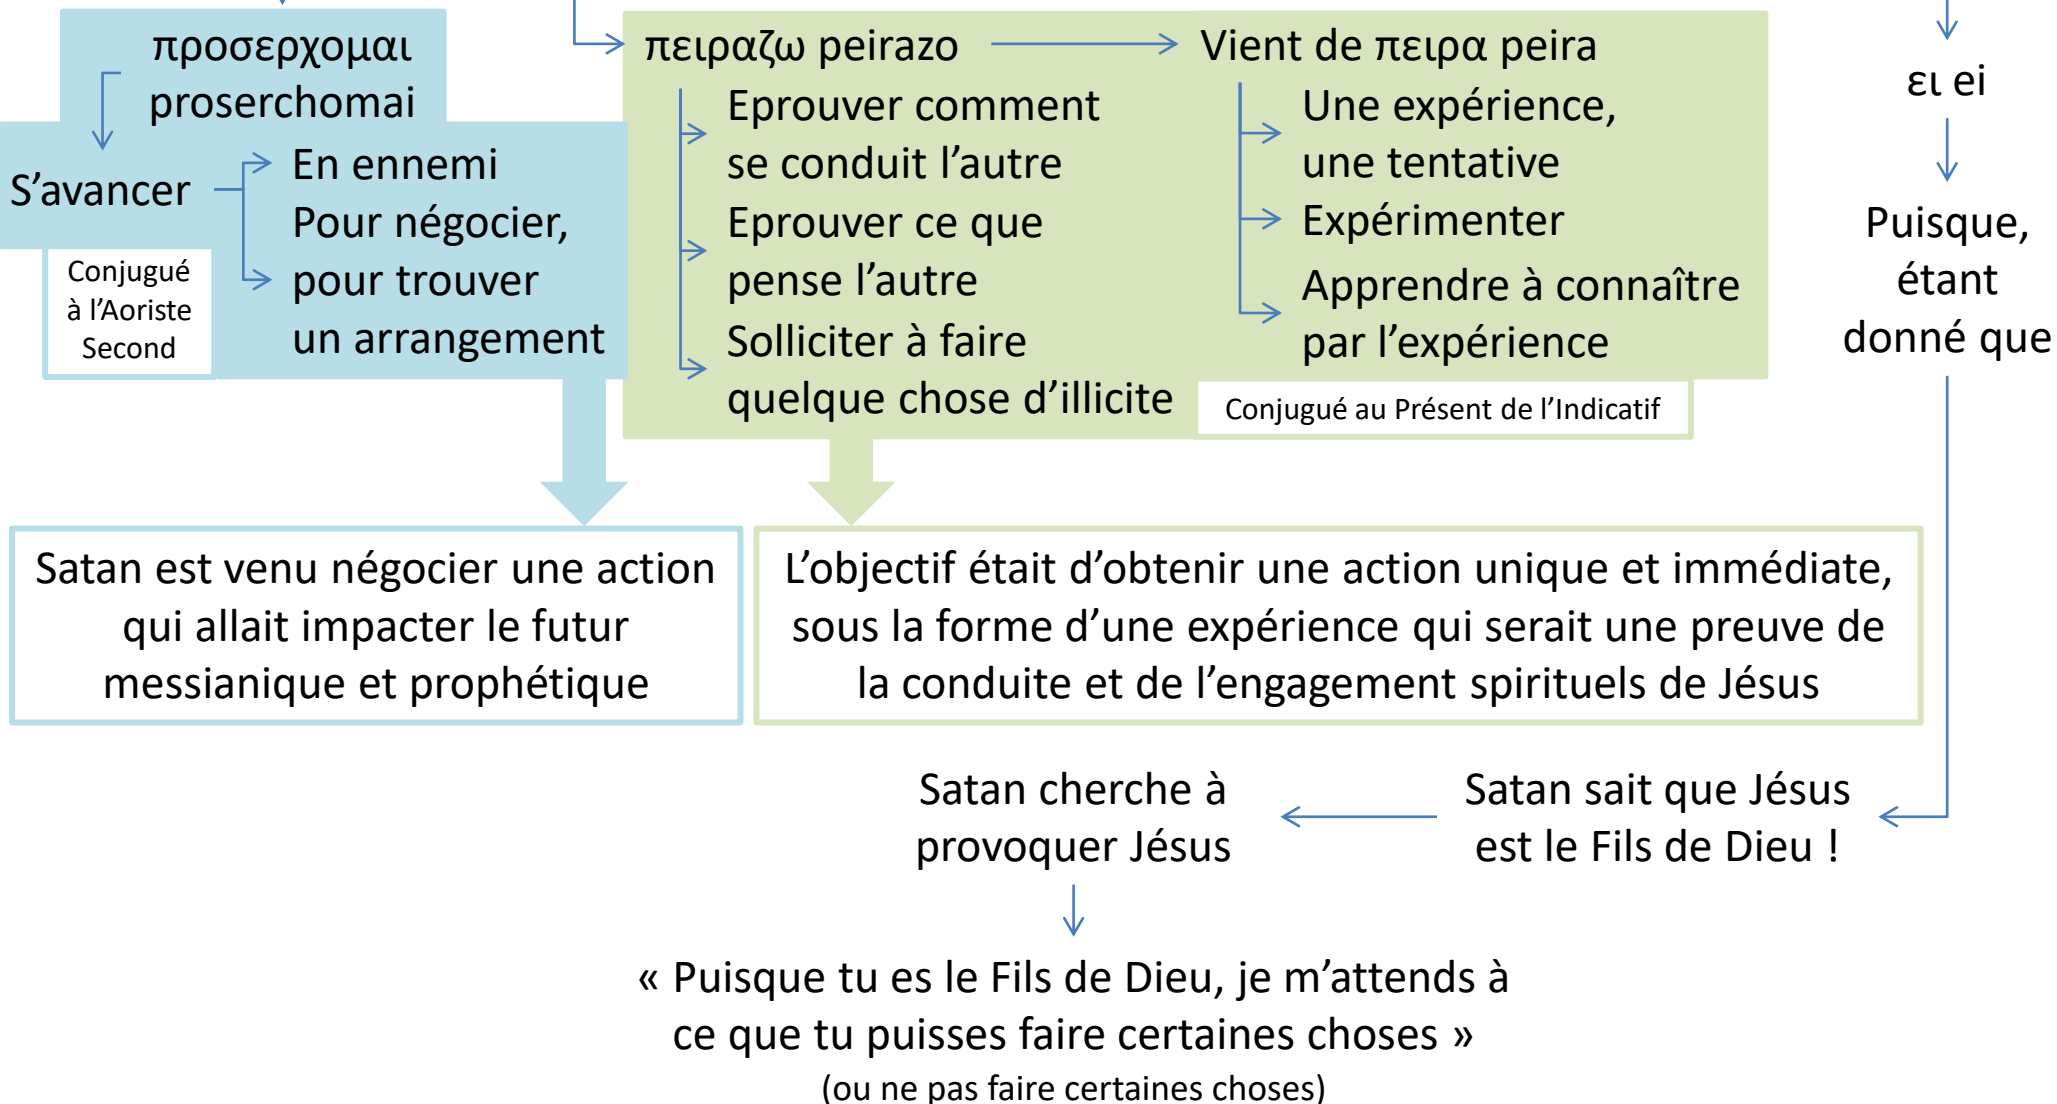 προσερχομαι
proserchomai
S’avancer
En ennemi
Pour négocier,
pour trouver
un arrangement
Conjugué
à l’Aoriste
Second
πειραζω peirazo
Eprouver comment
se conduit l’autre
Eprouver ce que
pense l’autre
Solliciter à faire
quelque chose d’illicite
Vient de πειρα peira
Une expérience,
une tentative
Expérimenter
Apprendre à connaître
par l’expérience
Conjugué au Présent de l’Indicatif
ει ei
Puisque,
étant
donné que
Satan est venu négocier une action
qui allait impacter le futur
messianique et prophétique
L’objectif était d’obtenir une action unique et immédiate,
sous la forme d’une expérience qui serait une preuve de
la conduite et de l’engagement spirituels de Jésus
Satan sait que Jésus
est le Fils de Dieu !
Satan cherche à
provoquer Jésus
« Puisque tu es le Fils de Dieu, je m’attends à
ce que tu puisses faire certaines choses »
(ou ne pas faire certaines choses)